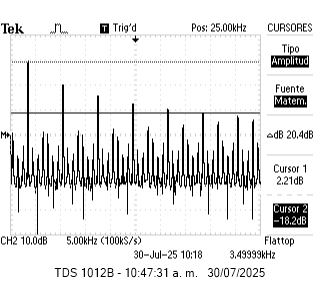 Tek T Trig'd Pos: 25.00kHz CURSORES
Tipo
Amplitud
Fuente
Matem.
M
△dB 20.4dB
Cursor 1
2.21dB
Cursor 2
-18.2dB
CH2 10.0dB 5.00kHz (100kS/s) Flattop
30-Jul-25 10:18 3.49999kHz
TDS 1012B - 10:47:31 a. m. 30/07/2025